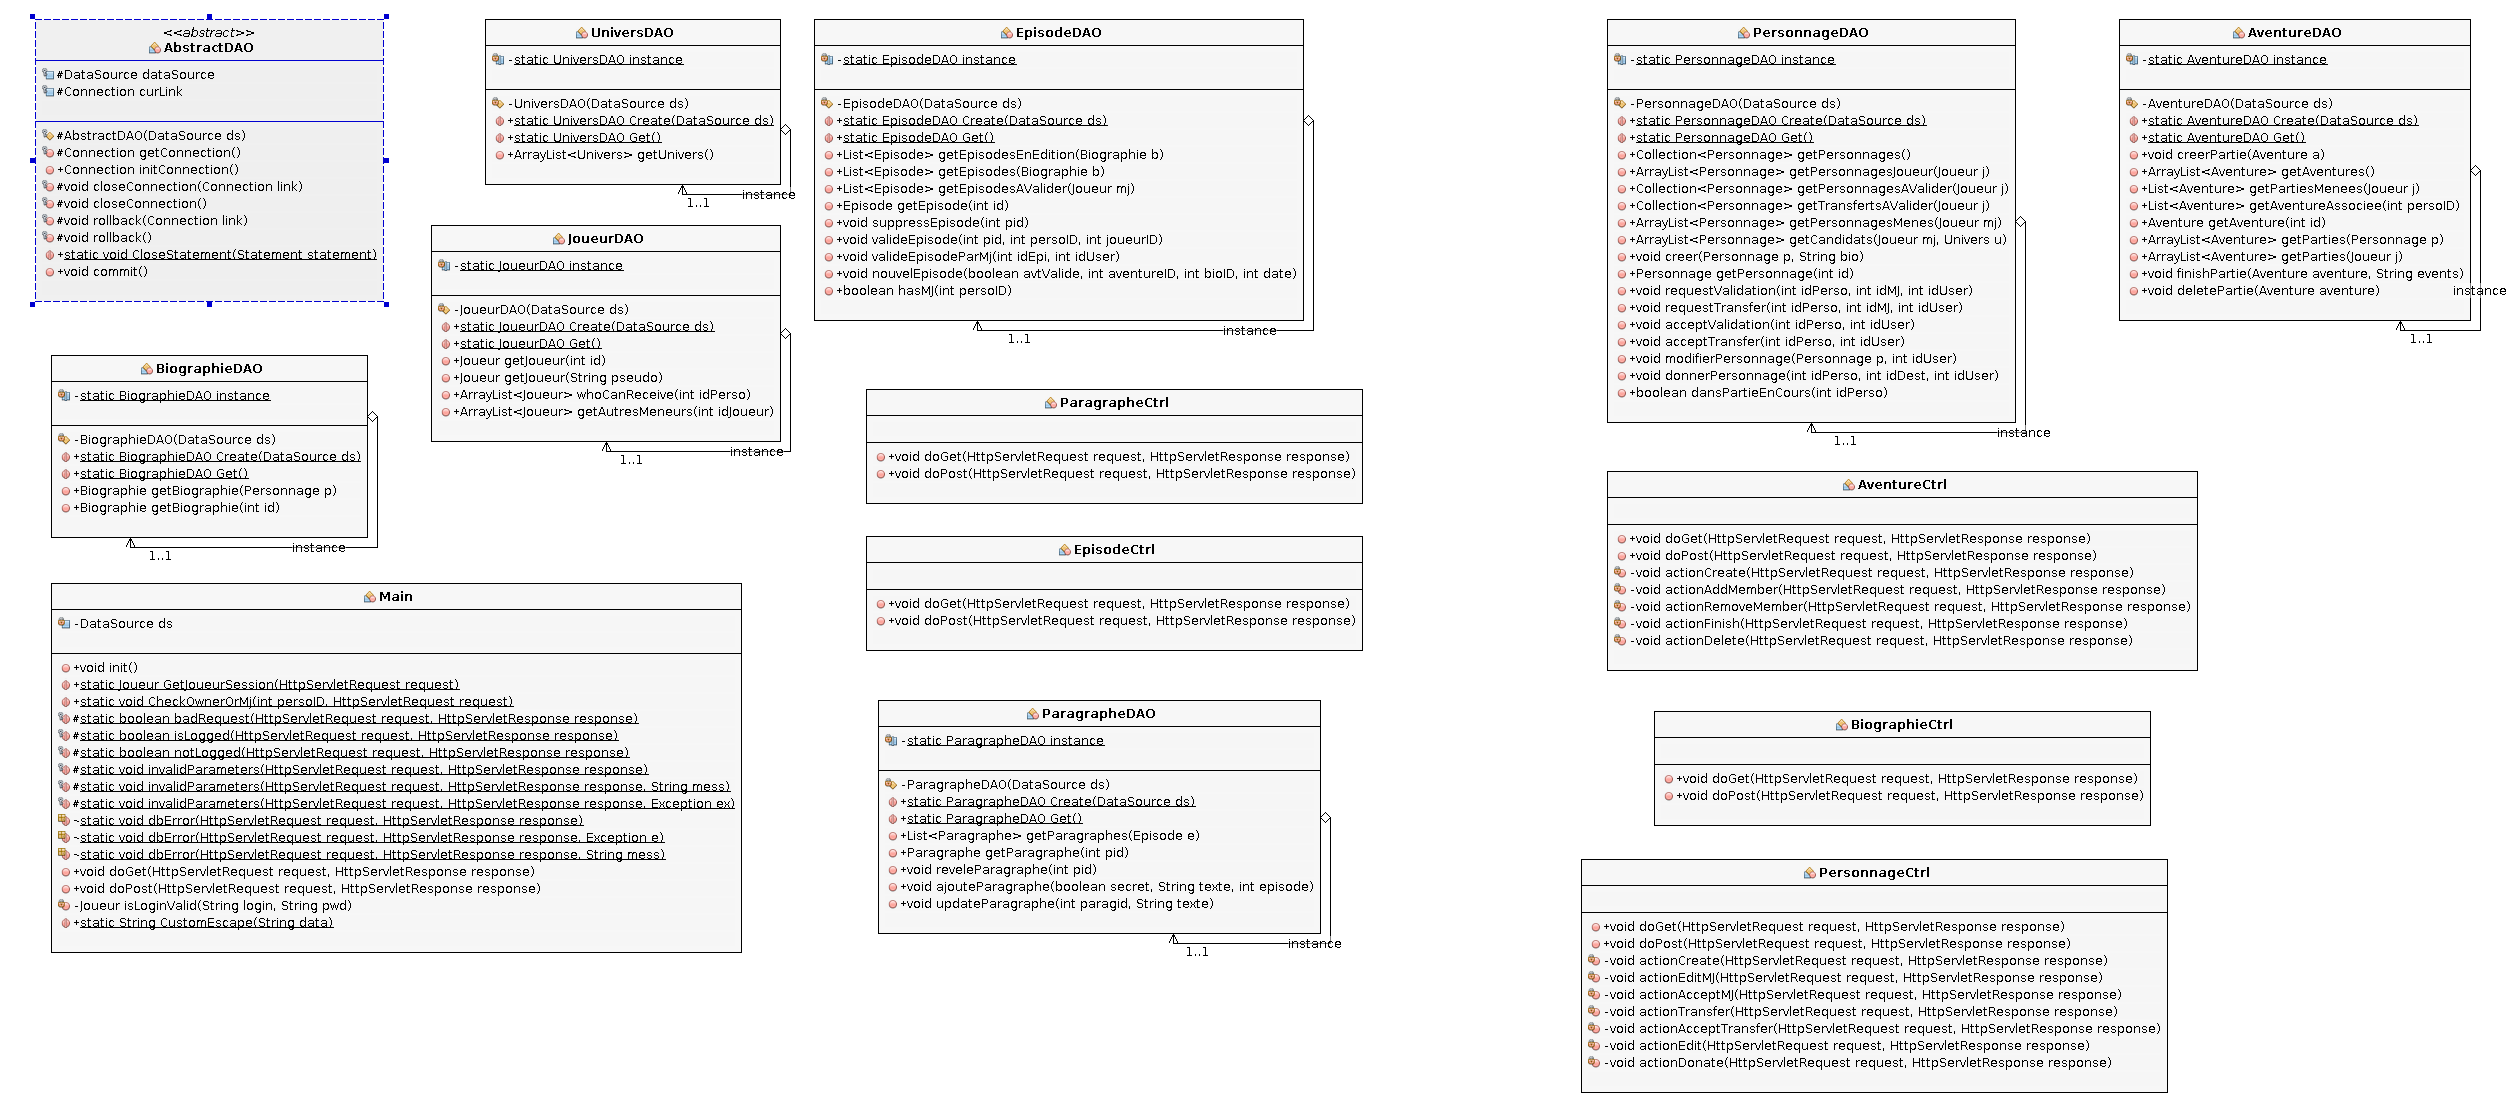 <<abstract>>
AbstractDAO
#DataSource dataSource
#Connection curLink
#AbstractDAO(DataSource ds)
#Connection getConnection()
+Connection initConnection()
#void closeConnection(Connection link)
#void closeConnection()
#void rollback(Connection link)
#void rollback()
+static void CloseStatement(Statement statement)
+void commit()
UniversDAO
-static UniversDAO instance
-UniversDAO(DataSource ds)
+static UniversDAO Create(DataSource ds)
+static UniversDAO Get()
+ArrayList<Univers> getUnivers()
instance
1..1
JoueurDAO
-static JoueurDAO instance
-JoueurDAO(DataSource ds)
+static JoueurDAO Create(DataSource ds)
+static JoueurDAO Get()
+Joueur getJoueur(int id)
+Joueur getJoueur(String pseudo)
+ArrayList<Joueur> whoCanReceive(int idPerso)
+ArrayList<Joueur> getAutresMeneurs(int idJoueur)
instance
1..1
EpisodeDAO
-static EpisodeDAO instance
-EpisodeDAO(DataSource ds)
+static EpisodeDAO Create(DataSource ds)
+static EpisodeDAO Get()
+List<Episode> getEpisodesEnEdition(Biographie b)
+List<Episode> getEpisodes(Biographie b)
+List<Episode> getEpisodesAValider(Joueur mj)
+Episode getEpisode(int id)
+void suppressEpisode(int pid)
+void valideEpisode(int pid, int persoID, int joueurID)
+void valideEpisodeParMj(int idEpi, int idUser)
+void nouvelEpisode(boolean avtValide, int aventureID, int bioID, int date)
+boolean hasMJ(int persoID)
instance
1..1
PersonnageDAO
-static PersonnageDAO instance
-PersonnageDAO(DataSource ds)
+static PersonnageDAO Create(DataSource ds)
+static PersonnageDAO Get()
+Collection<Personnage> getPersonnages()
+ArrayList<Personnage> getPersonnagesJoueur(Joueur j)
+Collection<Personnage> getPersonnagesAValider(Joueur j)
+Collection<Personnage> getTransfertsAValider(Joueur j)
+ArrayList<Personnage> getPersonnagesMenes(Joueur mj)
+ArrayList<Personnage> getCandidats(Joueur mj, Univers u)
+void creer(Personnage p, String bio)
+Personnage getPersonnage(int id)
+void requestValidation(int idPerso, int idMJ, int idUser)
+void requestTransfer(int idPerso, int idMJ, int idUser)
+void acceptValidation(int idPerso, int idUser)
+void acceptTransfer(int idPerso, int idUser)
+void modifierPersonnage(Personnage p, int idUser)
+void donnerPersonnage(int idPerso, int idDest, int idUser)
+boolean dansPartieEnCours(int idPerso)
instance
1..1
AventureDAO
-static AventureDAO instance
-AventureDAO(DataSource ds)
+static AventureDAO Create(DataSource ds)
+static AventureDAO Get()
+void creerPartie(Aventure a)
+ArrayList<Aventure> getAventures()
+List<Aventure> getPartiesMenees(Joueur j)
+List<Aventure> getAventureAssociee(int persoID)
+Aventure getAventure(int id)
+ArrayList<Aventure> getParties(Personnage p)
+ArrayList<Aventure> getParties(Joueur j)
+void finishPartie(Aventure aventure, String events)
+void deletePartie(Aventure aventure)
instance
1..1
BiographieDAO
-static BiographieDAO instance
-BiographieDAO(DataSource ds)
+static BiographieDAO Create(DataSource ds)
+static BiographieDAO Get()
+Biographie getBiographie(Personnage p)
+Biographie getBiographie(int id)
instance
1..1
ParagrapheCtrl
+void doGet(HttpServletRequest request, HttpServletResponse response)
+void doPost(HttpServletRequest request, HttpServletResponse response)
EpisodeCtrl
+void doGet(HttpServletRequest request, HttpServletResponse response)
+void doPost(HttpServletRequest request, HttpServletResponse response)
AventureCtrl
+void doGet(HttpServletRequest request, HttpServletResponse response)
+void doPost(HttpServletRequest request, HttpServletResponse response)
-void actionCreate(HttpServletRequest request, HttpServletResponse response)
-void actionAddMember(HttpServletRequest request, HttpServletResponse response)
-void actionRemoveMember(HttpServletRequest request, HttpServletResponse response)
-void actionFinish(HttpServletRequest request, HttpServletResponse response)
-void actionDelete(HttpServletRequest request, HttpServletResponse response)
Main
-DataSource ds
+void init()
+static Joueur GetJoueurSession(HttpServletRequest request)
+static void CheckOwnerOrMj(int persoID, HttpServletRequest request)
#static boolean badRequest(HttpServletRequest request, HttpServletResponse response)
#static boolean isLogged(HttpServletRequest request, HttpServletResponse response)
#static boolean notLogged(HttpServletRequest request, HttpServletResponse response)
#static void invalidParameters(HttpServletRequest request, HttpServletResponse response)
#static void invalidParameters(HttpServletRequest request, HttpServletResponse response, String mess)
#static void invalidParameters(HttpServletRequest request, HttpServletResponse response, Exception ex)
~static void dbError(HttpServletRequest request, HttpServletResponse response)
~static void dbError(HttpServletRequest request, HttpServletResponse response, Exception e)
~static void dbError(HttpServletRequest request, HttpServletResponse response, String mess)
+void doGet(HttpServletRequest request, HttpServletResponse response)
+void doPost(HttpServletRequest request, HttpServletResponse response)
-Joueur isLoginValid(String login, String pwd)
+static String CustomEscape(String data)
ParagrapheDAO
-static ParagrapheDAO instance
-ParagrapheDAO(DataSource ds)
+static ParagrapheDAO Create(DataSource ds)
+static ParagrapheDAO Get()
+List<Paragraphe> getParagraphes(Episode e)
+Paragraphe getParagraphe(int pid)
+void reveleParagraphe(int pid)
+void ajouteParagraphe(boolean secret, String texte, int episode)
+void updateParagraphe(int paragid, String texte)
instance
1..1
BiographieCtrl
+void doGet(HttpServletRequest request, HttpServletResponse response)
+void doPost(HttpServletRequest request, HttpServletResponse response)
PersonnageCtrl
+void doGet(HttpServletRequest request, HttpServletResponse response)
+void doPost(HttpServletRequest request, HttpServletResponse response)
-void actionCreate(HttpServletRequest request, HttpServletResponse response)
-void actionEditMJ(HttpServletRequest request, HttpServletResponse response)
-void actionAcceptMJ(HttpServletRequest request, HttpServletResponse response)
-void actionTransfer(HttpServletRequest request, HttpServletResponse response)
-void actionAcceptTransfer(HttpServletRequest request, HttpServletResponse response)
-void actionEdit(HttpServletRequest request, HttpServletResponse response)
-void actionDonate(HttpServletRequest request, HttpServletResponse response)